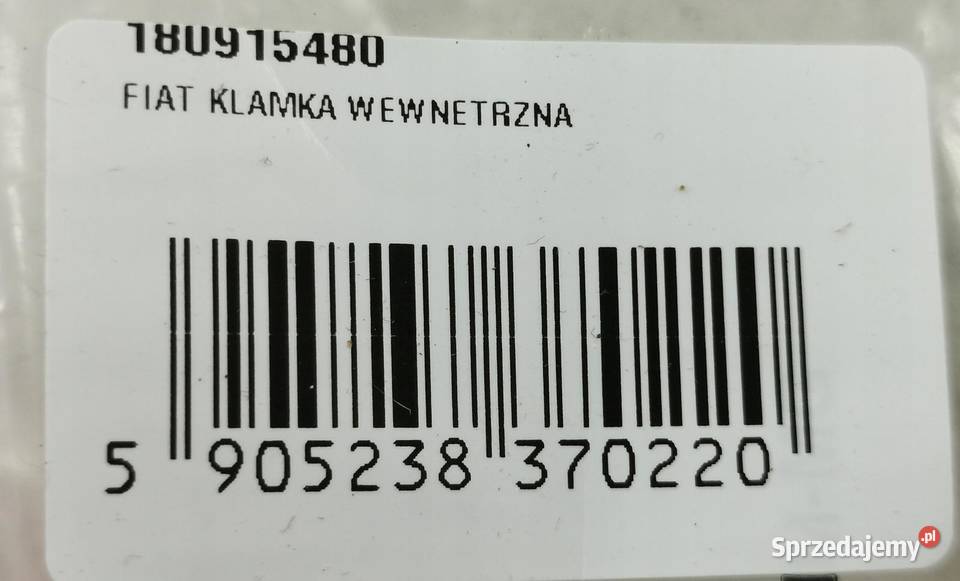 180915480
FIAT KLAMKA WEWNETRZNA
5 905238 370220
Sprzedajemy.pl